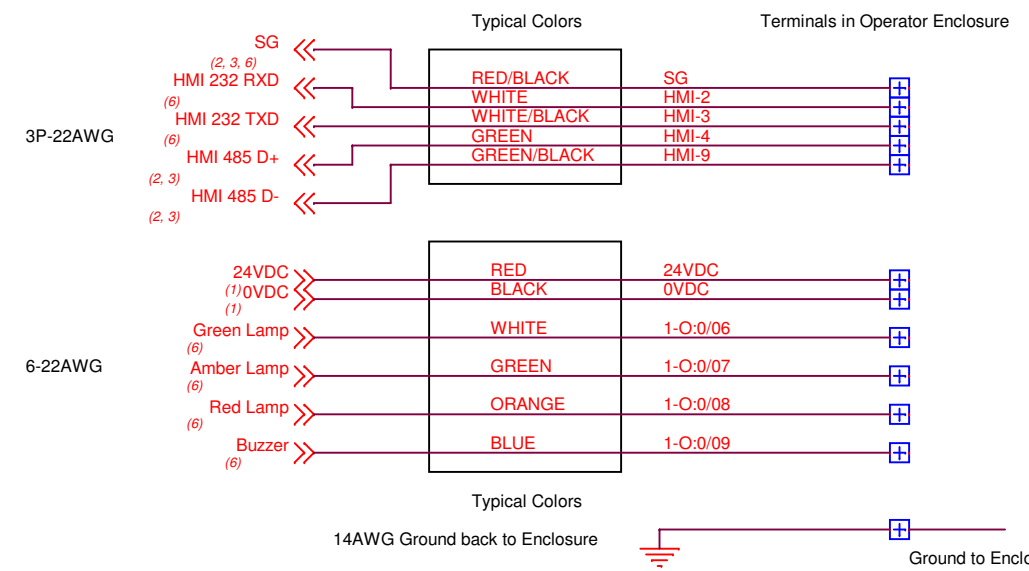 Typical Colors Terminals in Operator Enclosure
SG
(2, 3, 6)
RED/BLACK SG
HMI 232 RXD
(6)
WHITE HMI-2
HMI 232 TXD
(6)
WHITE/BLACK HMI-3
3P-22AWG
GREEN HMI-4
HMI 485 D+
(2, 3)
GREEN/BLACK HMI-9
HMI 485 D-
(2, 3)
24VDC RED 24VDC
(1)
0VDC BLACK 0VDC
(1)
Green Lamp WHITE 1-O:0/06
(6)
6-22AWG
Amber Lamp GREEN 1-O:0/07
(6)
Red Lamp ORANGE 1-O:0/08
(6)
Buzzer BLUE 1-O:0/09
(6)
Typical Colors
14AWG Ground back to Enclosure
Ground to Enclo